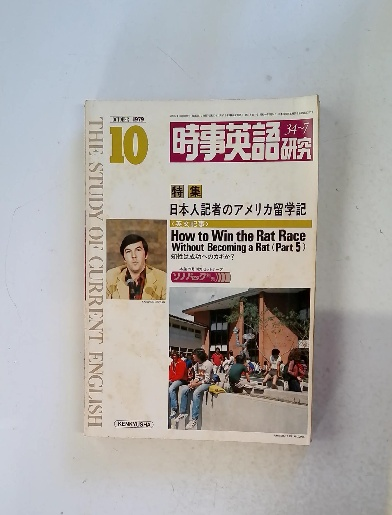 1979
10
時事英語
研究
34-7
THE STUDY OF CURRENT ENGLISH
特集
日本人記者のアメリカ留学記
How to Win the Rat Race
Without Becoming a Rat (Part 5)
KENKYUSHA